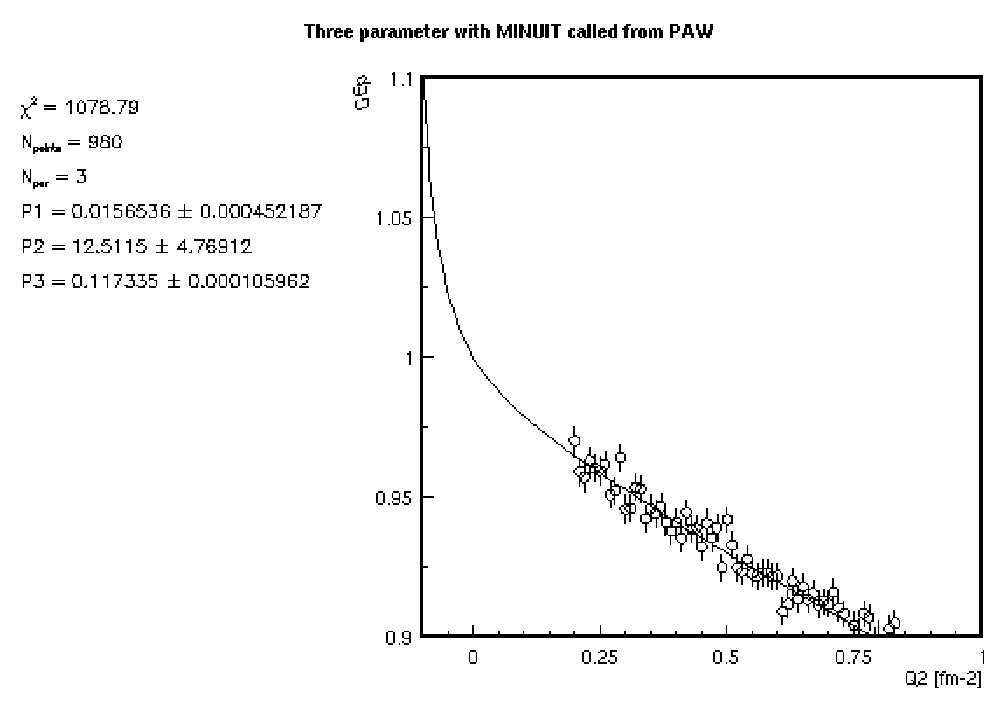 Three parameter with MINUIT called from PAW
χ² = 1078.79
Npoints = 980
Npar = 3
P1 = 0.0156536 ± 0.000452187
P2 = 12.5115 ± 4.76912
P3 = 0.117335 ± 0.000105962
GEp
1.1
1.05
1
0.95
0.9
0 0.25 0.5 0.75 1
Q2 [fm-2]